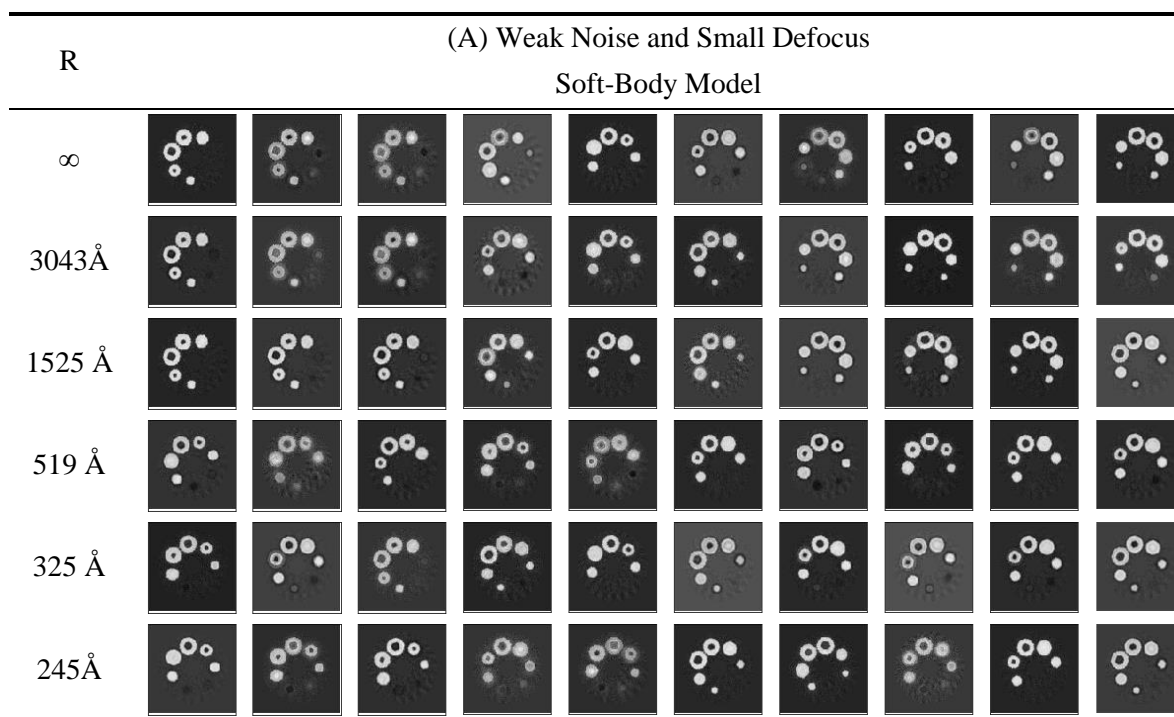 R
(A) Weak Noise and Small Defocus
Soft-Body Model
∞
3043Å
1525 Å
519 Å
325 Å
245Å